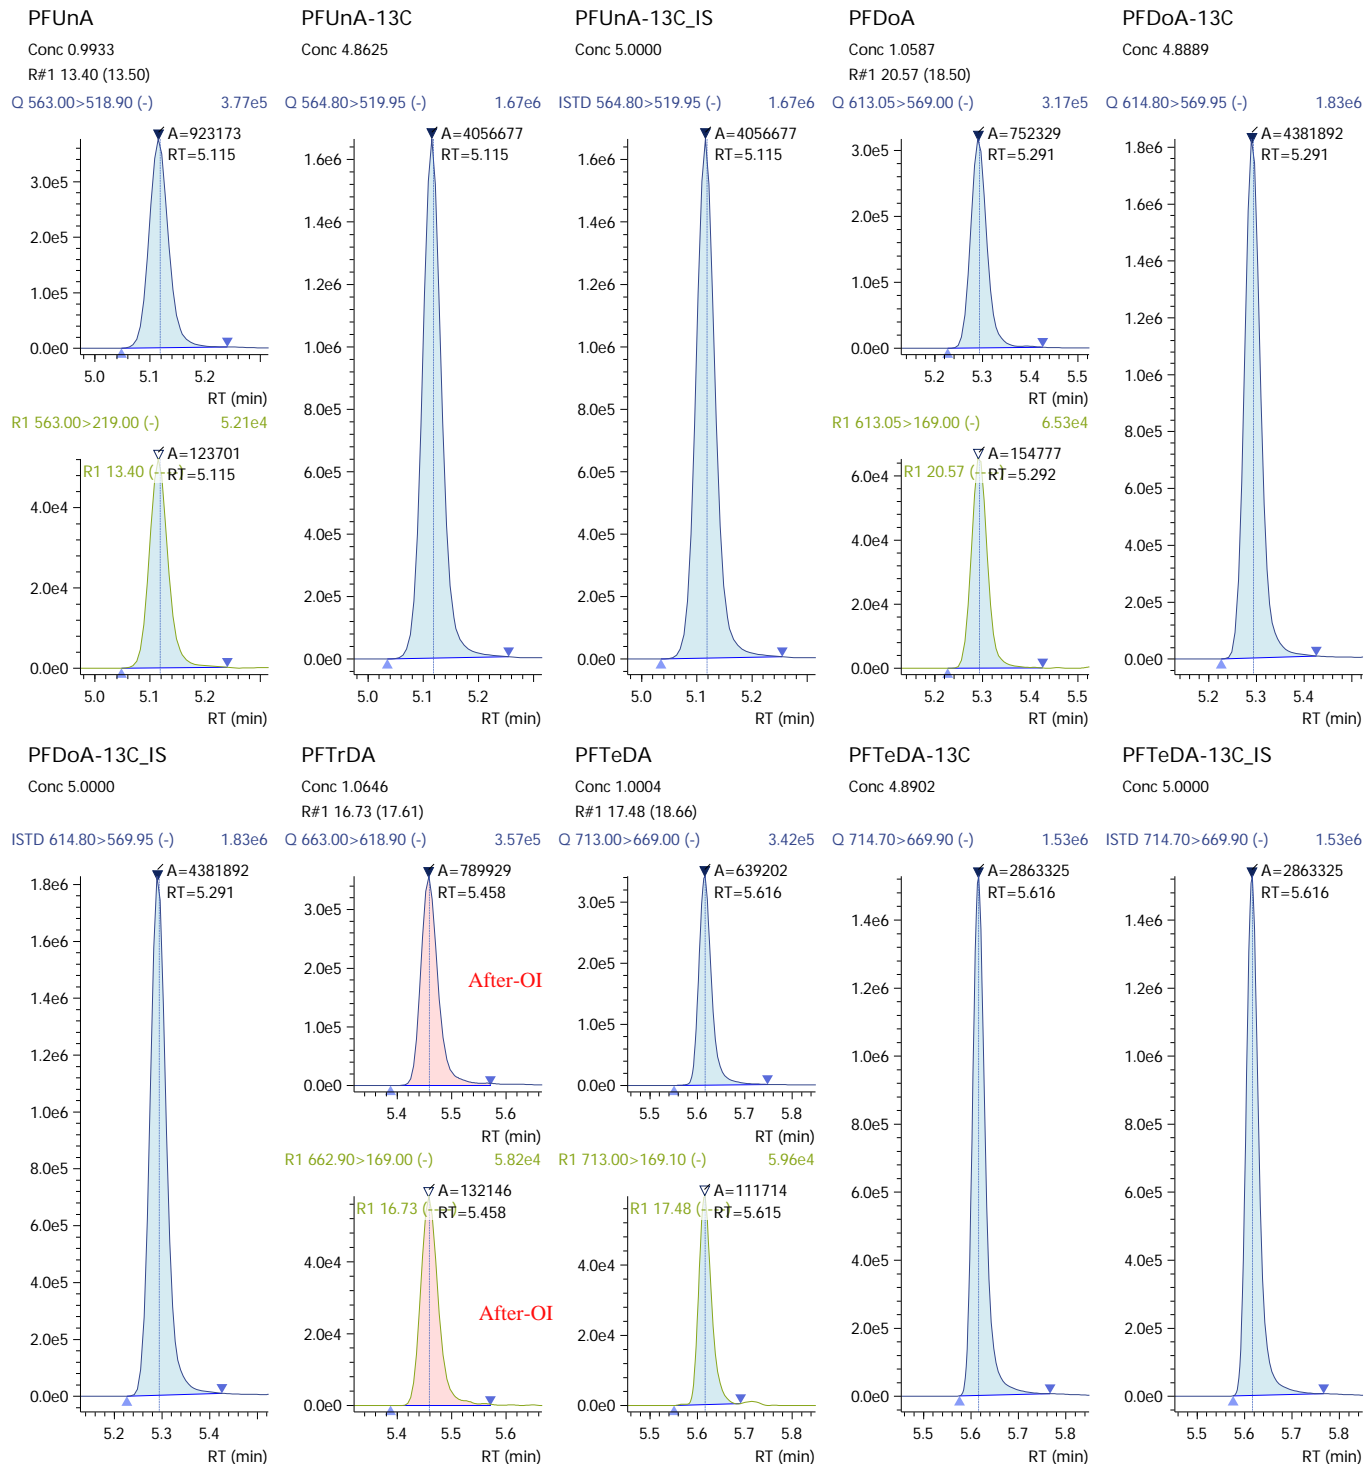 PFUnA
Conc 0.9933
R#1 13.40 (13.50)
Q 563.00>518.90 (-) 3.77e5
A=923173
RT=5.115
3.0e5
2.0e5
1.0e5
0.0e0
5.0 5.1 5.2
RT (min)
R1 563.00>219.00 (-) 5.21e4
A=123701
R1 13.40 (
RT=5.115
4.0e4
2.0e4
0.0e0
5.0 5.1 5.2
RT (min)
PFUnA-13C
Conc 4.8625
Q 564.80>519.95 (-) 1.67e6
A=4056677
RT=5.115
1.6e6
1.4e6
1.2e6
1.0e6
8.0e5
6.0e5
4.0e5
2.0e5
0.0e0
5.0 5.1 5.2
RT (min)
PFUnA-13C_IS
Conc 5.0000
ISTD 564.80>519.95 (-) 1.67e6
A=4056677
RT=5.115
1.6e6
1.4e6
1.2e6
1.0e6
8.0e5
6.0e5
4.0e5
2.0e5
0.0e0
5.0 5.1 5.2
RT (min)
PFDoA
Conc 1.0587
R#1 20.57 (18.50)
Q 613.05>569.00 (-) 3.17e5
A=752329
RT=5.291
3.0e5
2.0e5
1.0e5
0.0e0
5.2 5.3 5.4 5.5
RT (min)
R1 613.05>169.00 (-) 6.53e4
A=154777
R1 20.57 (
RT=5.292
6.0e4
4.0e4
2.0e4
0.0e0
5.2 5.3 5.4 5.5
RT (min)
PFDoA-13C
Conc 4.8889
Q 614.80>569.95 (-) 1.83e6
A=4381892
RT=5.291
1.8e6
1.6e6
1.4e6
1.2e6
1.0e6
8.0e5
6.0e5
4.0e5
2.0e5
0.0e0
5.2 5.3 5.4
RT (min)
PFDoA-13C_IS
Conc 5.0000
ISTD 614.80>569.95 (-) 1.83e6
A=4381892
RT=5.291
1.8e6
1.6e6
1.4e6
1.2e6
1.0e6
8.0e5
6.0e5
4.0e5
2.0e5
0.0e0
5.2 5.3 5.4
RT (min)
PFTrDA
Conc 1.0646
R#1 16.73 (17.61)
Q 663.00>618.90 (-) 3.57e5
A=789929
RT=5.458
3.0e5
After-OI
2.0e5
1.0e5
0.0e0
5.4 5.5 5.6
RT (min)
R1 662.90>169.00 (-) 5.82e4
A=132146
R1 16.73 (
RT=5.458
4.0e4
After-OI
2.0e4
0.0e0
5.4 5.5 5.6
RT (min)
PFTeDA
Conc 1.0004
R#1 17.48 (18.66)
Q 713.00>669.00 (-) 3.42e5
A=639202
RT=5.616
3.0e5
2.0e5
1.0e5
0.0e0
5.5 5.6 5.7 5.8
RT (min)
R1 713.00>169.10 (-) 5.96e4
A=111714
R1 17.48 (
RT=5.615
4.0e4
2.0e4
0.0e0
5.5 5.6 5.7 5.8
RT (min)
PFTeDA-13C
Conc 4.8902
Q 714.70>669.90 (-) 1.53e6
A=2863325
RT=5.616
1.4e6
1.2e6
1.0e6
8.0e5
6.0e5
4.0e5
2.0e5
0.0e0
5.5 5.6 5.7 5.8
RT (min)
PFTeDA-13C_IS
Conc 5.0000
ISTD 714.70>669.90 (-) 1.53e6
A=2863325
RT=5.616
1.4e6
1.2e6
1.0e6
8.0e5
6.0e5
4.0e5
2.0e5
0.0e0
5.5 5.6 5.7 5.8
RT (min)